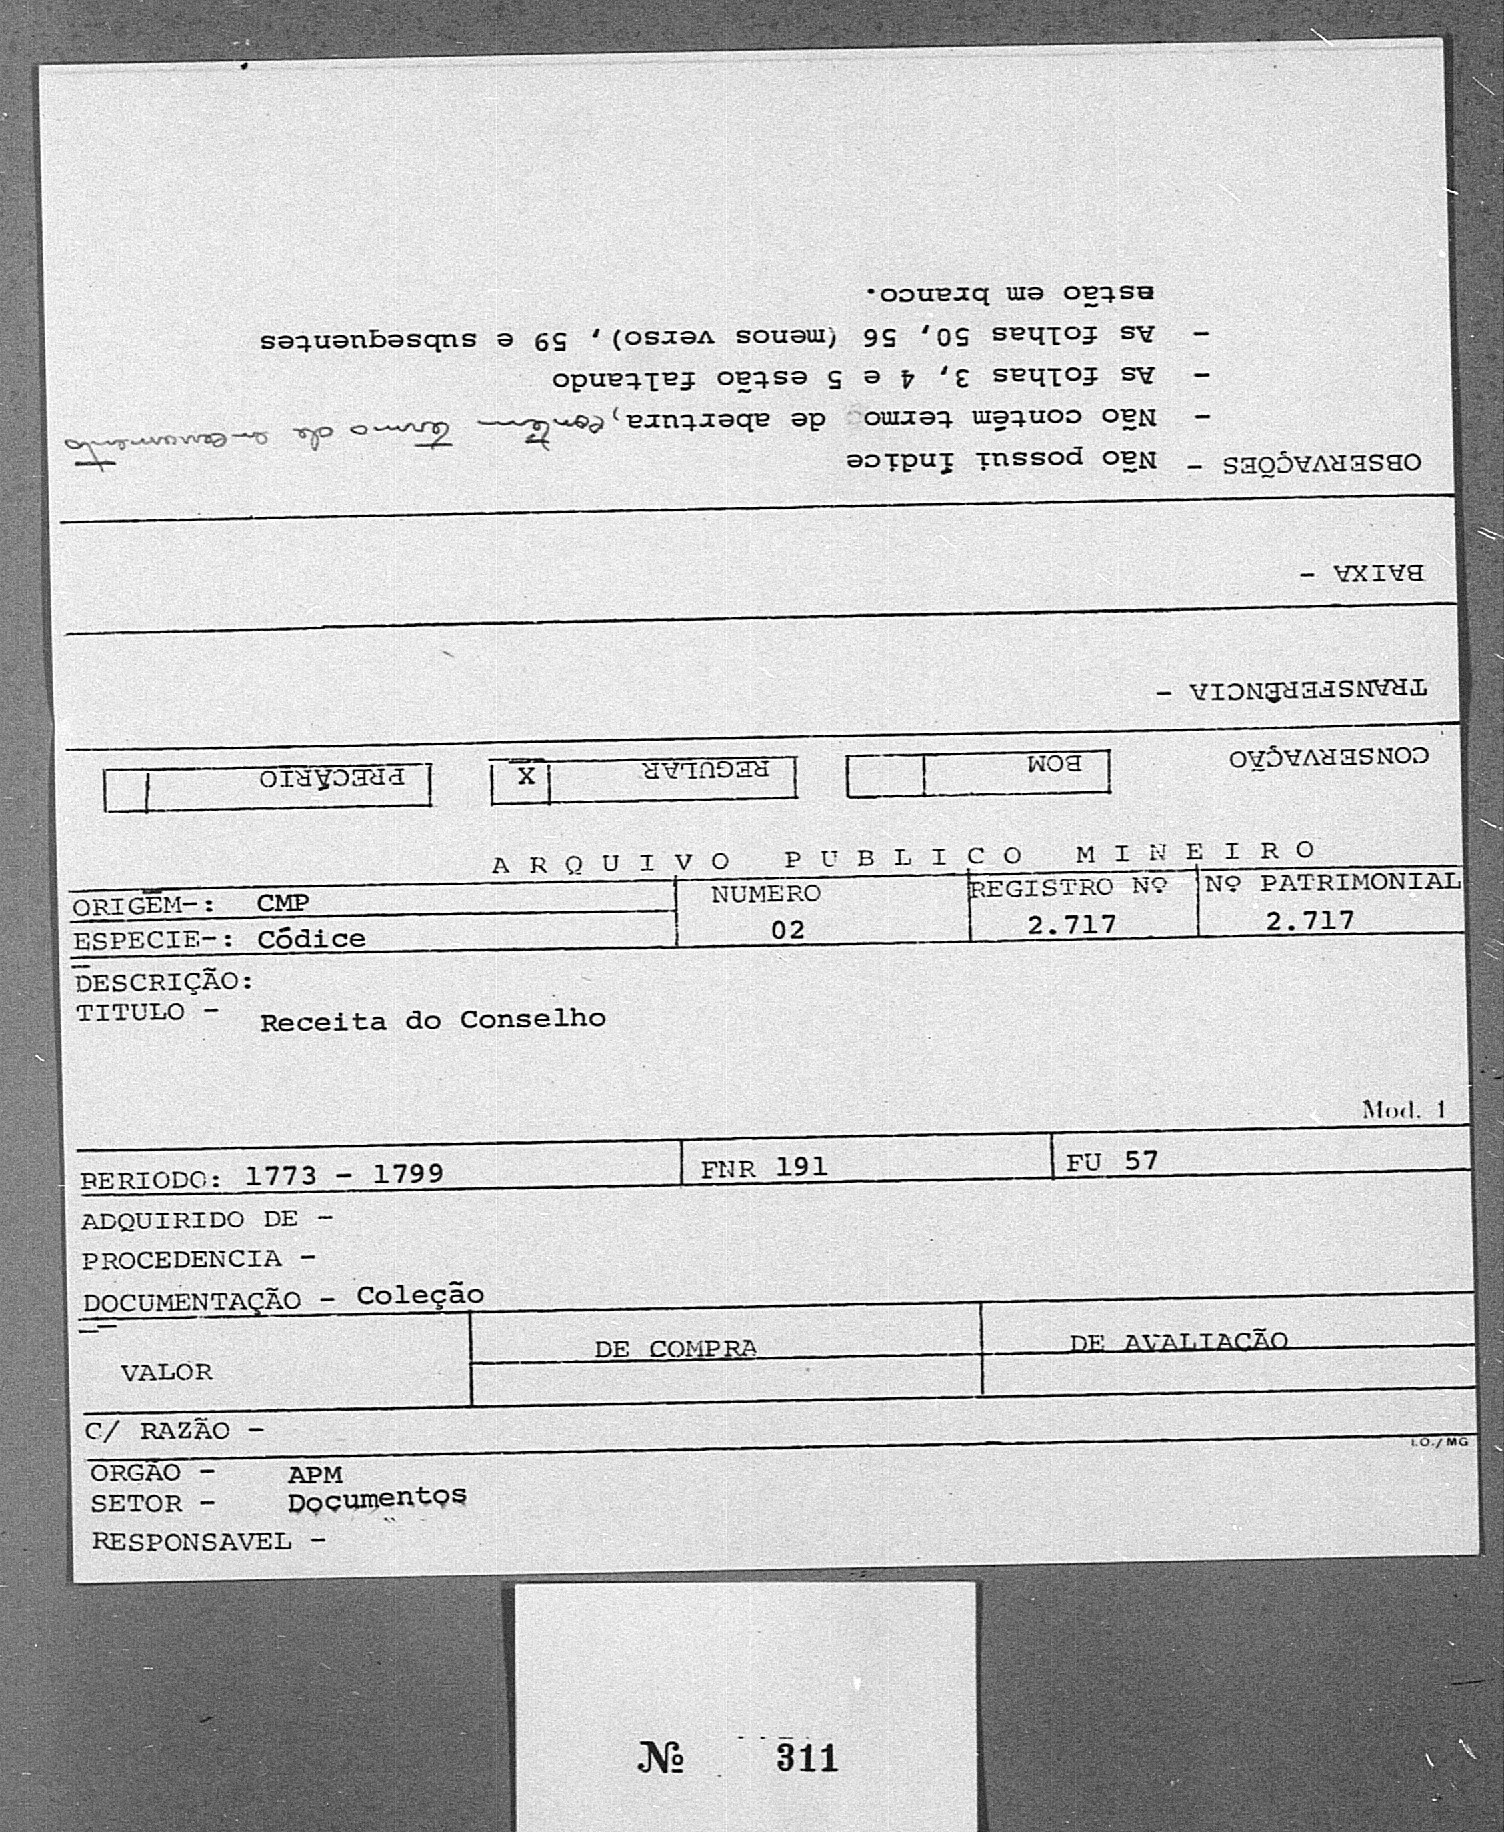 ARQUIVO PUBLICO MINEIRO
ORIGEM-: CMP
ESPECIE-: Códice
NUMERO
02
REGISTRO Nº
2.717
Nº PATRIMONIAL
2.717
DESCRIÇÃO:
TITULO - Receita do Conselho
Mod. 1
PERIODO: 1773 - 1799
FNR 191
FU 57
ADQUIRIDO DE -
PROCEDENCIA -
DOCUMENTAÇÃO - Coleção
VALOR
DE COMPRA
DE AVALIAÇÃO
C/ RAZÃO -
I.O./MG
ORGÃO - APM
SETOR - Documentos
RESPONSAVEL -
CONSERVAÇÃO
BOM
REGULAR X
PRECÁRIO
TRANSFERÊNCIA -
BAIXA -
OBSERVAÇÕES - Não possui índice
- Não contém termo de abertura, contém termo de encerramento
- As folhas 3, 4 e 5 estão faltando
- As folhas 50, 56 (menos verso), 59 e subsequentes
estão em branco.
Nº 311